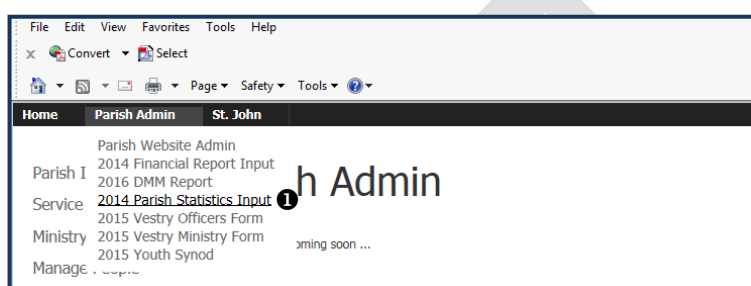 File Edit View Favorites Tools Help
x Convert Select
Page Safety Tools
Home Parish Admin St. John
Parish Website Admin
2014 Financial Report Input
2016 DMM Report
2014 Parish Statistics Input 1
2015 Vestry Officers Form
2015 Vestry Ministry Form
2015 Youth Synod
Parish I
Service
Ministry
Manage
h Admin
oming soon ...